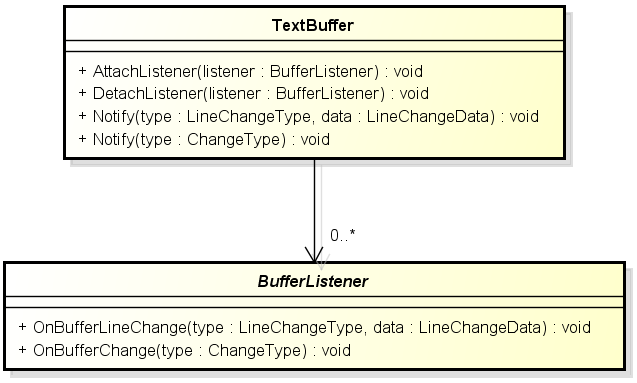 TextBuffer
+ AttachListener(listener : BufferListener) : void
+ DetachListener(listener : BufferListener) : void
+ Notify(type : LineChangeType, data : LineChangeData) : void
+ Notify(type : ChangeType) : void
0..*
BufferListener
+ OnBufferLineChange(type : LineChangeType, data : LineChangeData) : void
+ OnBufferChange(type : ChangeType) : void